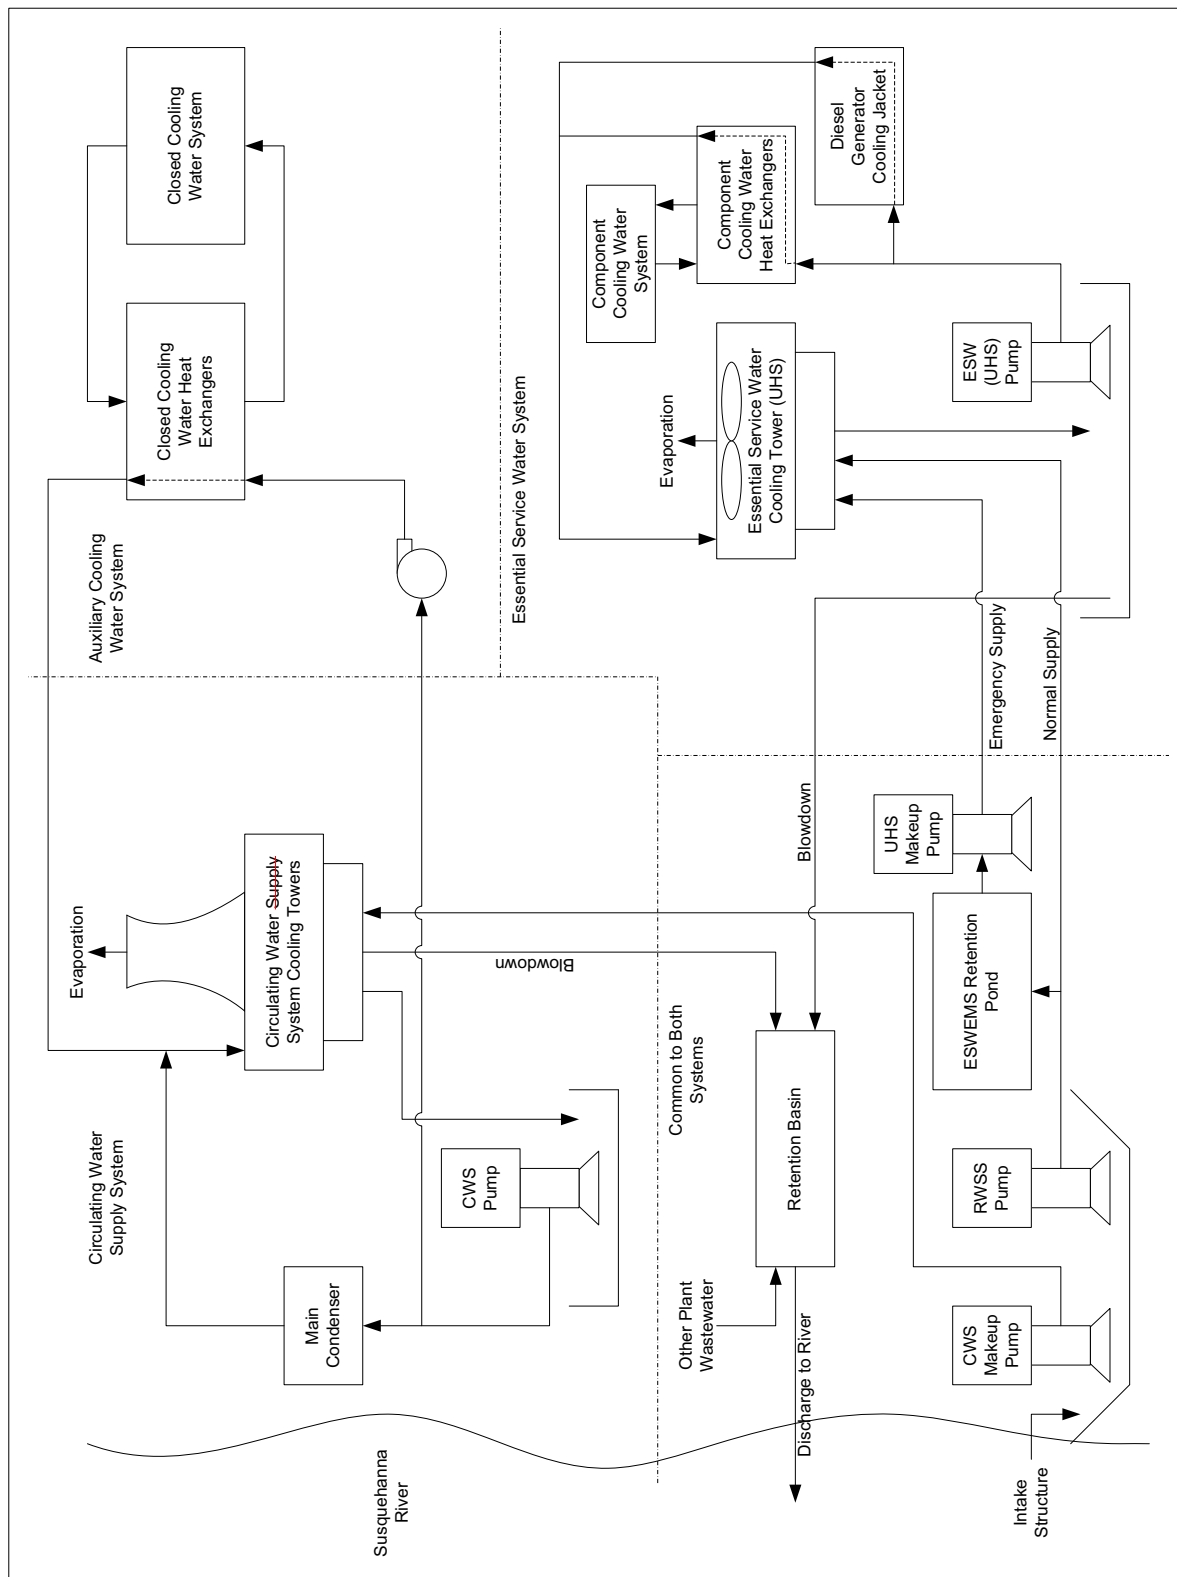 Circulating Water
Supply System
Evaporation
Circulating Water Supply
System Cooling Towers
Main
Condenser
CWS
Pump
Blowdown
Susquehanna
River
Auxiliary Cooling
Water System
Closed Cooling
Water Heat
Exchangers
Closed Cooling
Water System
Essential Service Water System
Evaporation
Essential Service Water
Cooling Tower (UHS)
Component
Cooling Water
System
Component
Cooling Water
Heat Exchangers
Diesel
Generator
Cooling Jacket
ESW
(UHS)
Pump
Common to Both
Systems
Other Plant
Wastewater
Retention Basin
Discharge to River
Blowdown
UHS
Makeup
Pump
ESWEMS Retention
Pond
Emergency Supply
Normal Supply
CWS
Makeup
Pump
RWSS
Pump
Intake
Structure